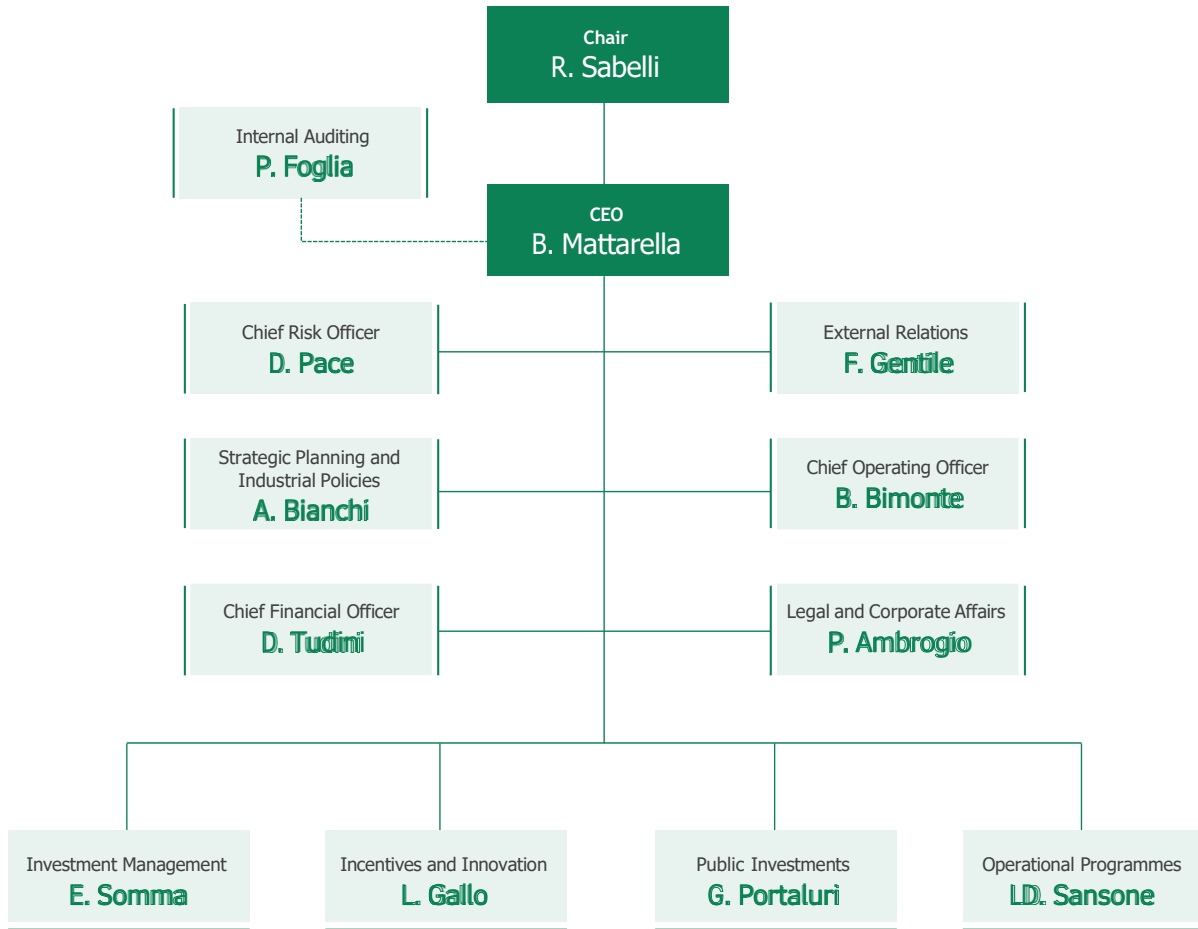 Chair
R. Sabelli
Internal Auditing
P. Foglia
CEO
B. Mattarella
Chief Risk Officer
D. Pace
External Relations
F. Gentile
Strategic Planning and
Industrial Policies
A. Bianchi
Chief Operating Officer
B. Bimonte
Chief Financial Officer
D. Tudini
Legal and Corporate Affairs
P. Ambrogio
Investment Management
E. Somma
Incentives and Innovation
L. Gallo
Public Investments
G. Portaluri
Operational Programmes
Sansone